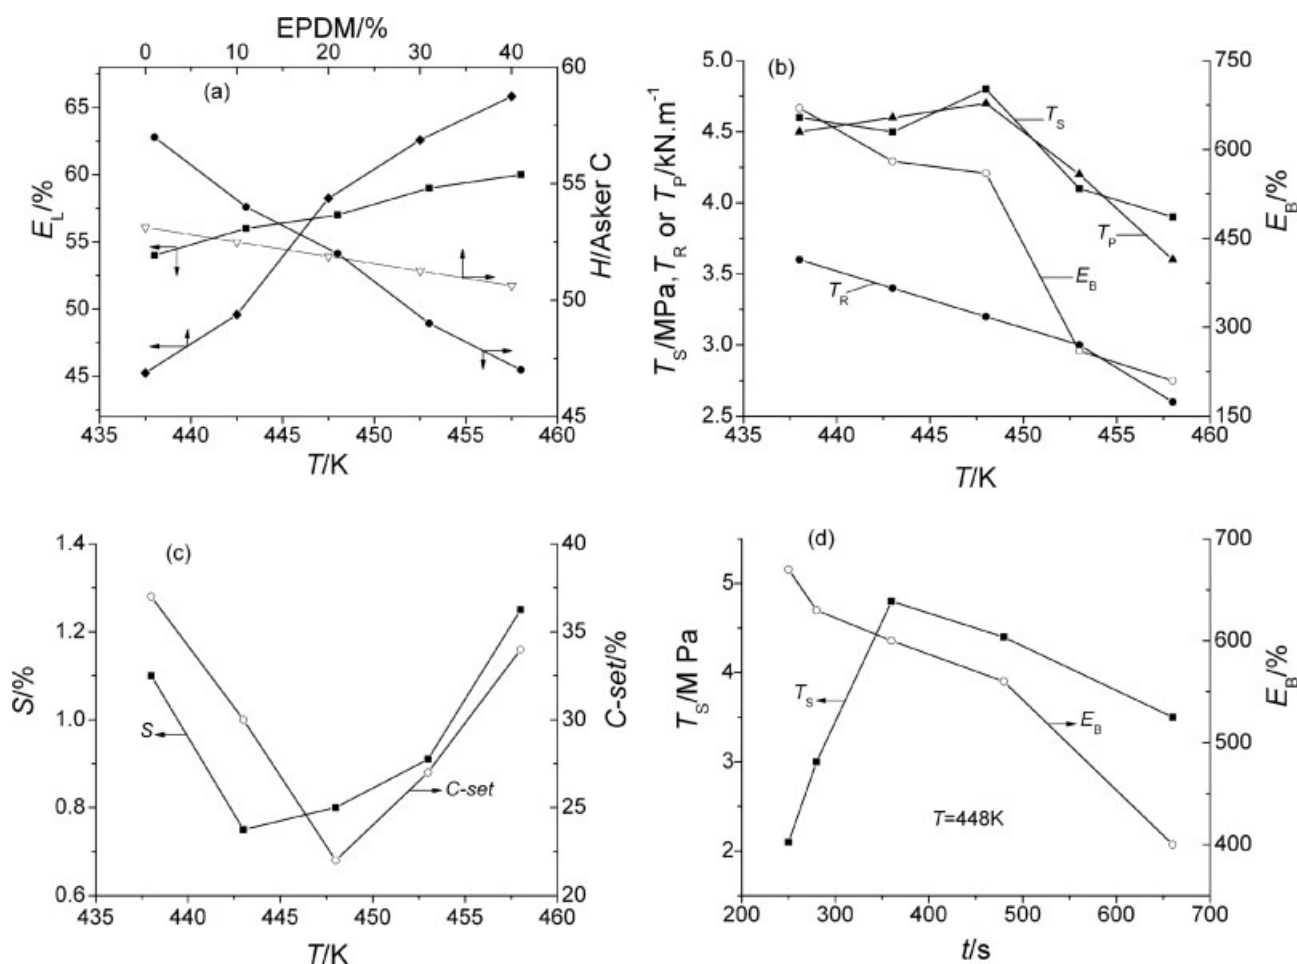 EPDM/%
0 10 20 30 40
(a)
60
65
60
55
50
45
E_L/%
55
50
45
H/Asker C
435 440 445 450 455 460
T/K
(b)
5.0
4.5
4.0
3.5
3.0
2.5
T_S/MPa, T_R or T_P/kN.m⁻¹
750
600
450
300
150
E_B/%
T_S
T_P
E_B
T_R
435 440 445 450 455 460
T/K
(c)
1.4
1.2
1.0
0.8
0.6
S/%
40
35
30
25
20
C-set/%
S
C-set
435 440 445 450 455 460
T/K
(d)
5
4
3
2
T_S/M Pa
700
600
500
400
E_B/%
T_S
E_B
T=448K
200 300 400 500 600 700
t/s